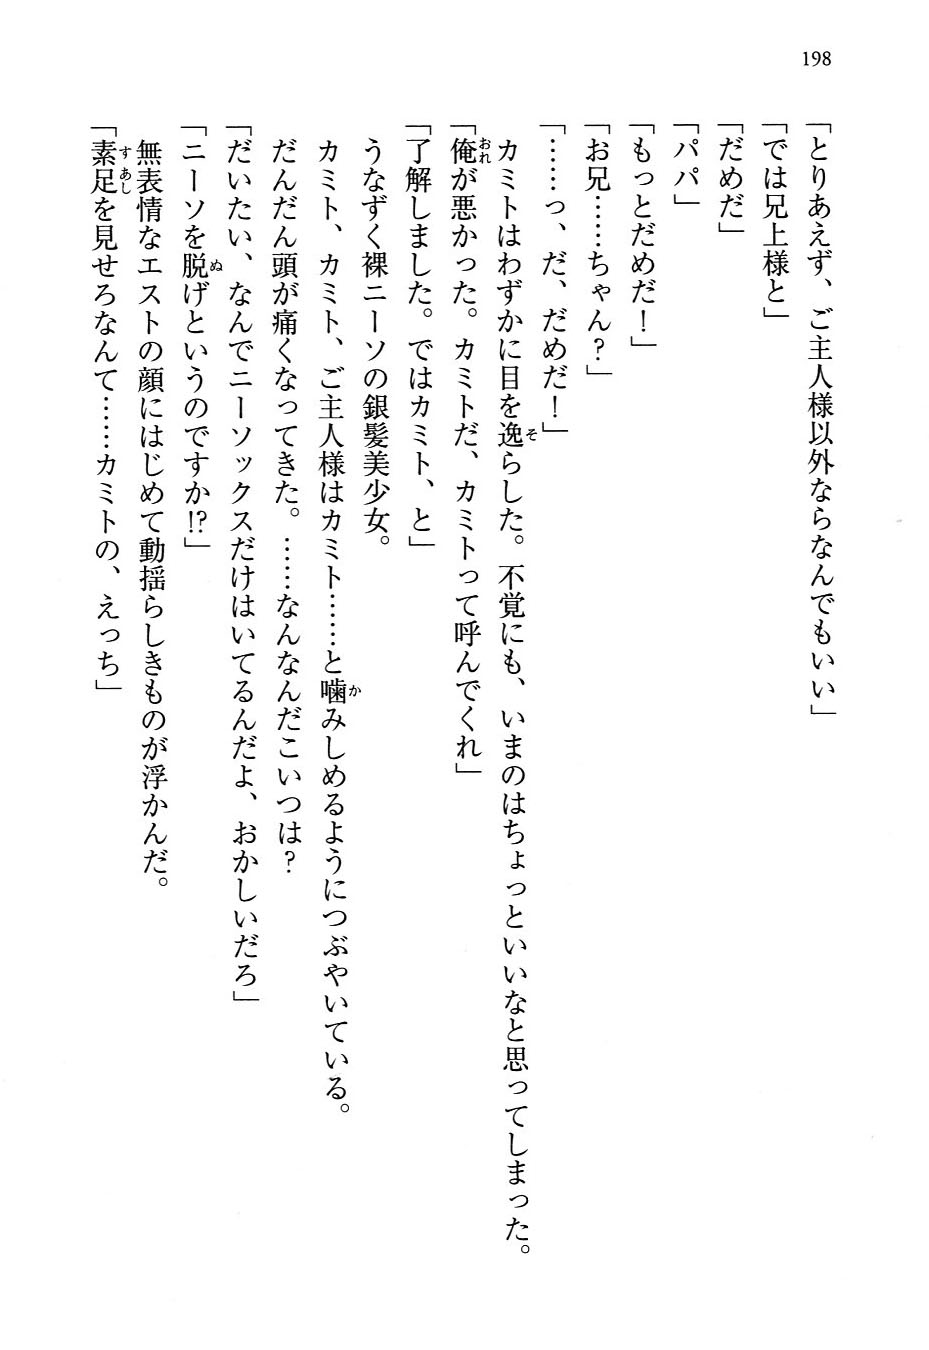 198
「とりあえず、ご主人様以外ならなんでもいい」
「では兄上様と」
「だめだ」
「パパ」
「もっとだめだ！」
「お兄……ちゃん？」
「……っ、だ、だめだ！」
カミトはわずかに目を逸らした。不覚にも、いまのはちょっといいなと思ってしまった。
「俺が悪かった。カミトだ、カミトって呼んでくれ」
「了解しました。ではカミト、と」
うなずく裸ニーソの銀髪美少女。
カミト、カミト、ご主人様はカミト……と噛みしめるようにつぶやいている。
だんだん頭が痛くなってきた。……なんなんだこいつは？
「だいたい、なんでニーソックスだけはいてるんだよ、おかしいだろ」
「ニーソを脱げというのですか!?」
無表情なエストの顔にはじめて動揺らしきものが浮かんだ。
「素足を見せろなんて……カミトの、えっち」